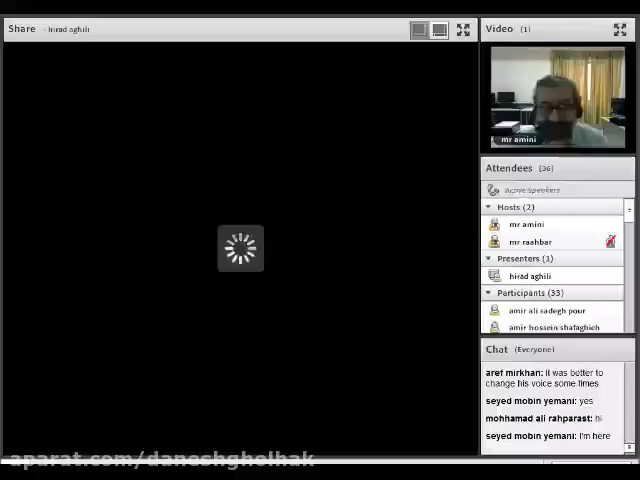 Share - hirad aghili
Video (1)
mr amini
Attendees (36)
Active Speakers
Hosts (2)
mr amini
mr raahbar
Presenters (1)
hirad aghili
Participants (33)
amir ali sadegh pour
amir hossein shafaghieh
Chat (Everyone)
aref mirkhan: It was better to
change his voice some times
seyed mobin yemani: yes
mohhamad ali rahparast: hi
seyed mobin yemani: I'm here
aparat.com/daneshgholhak